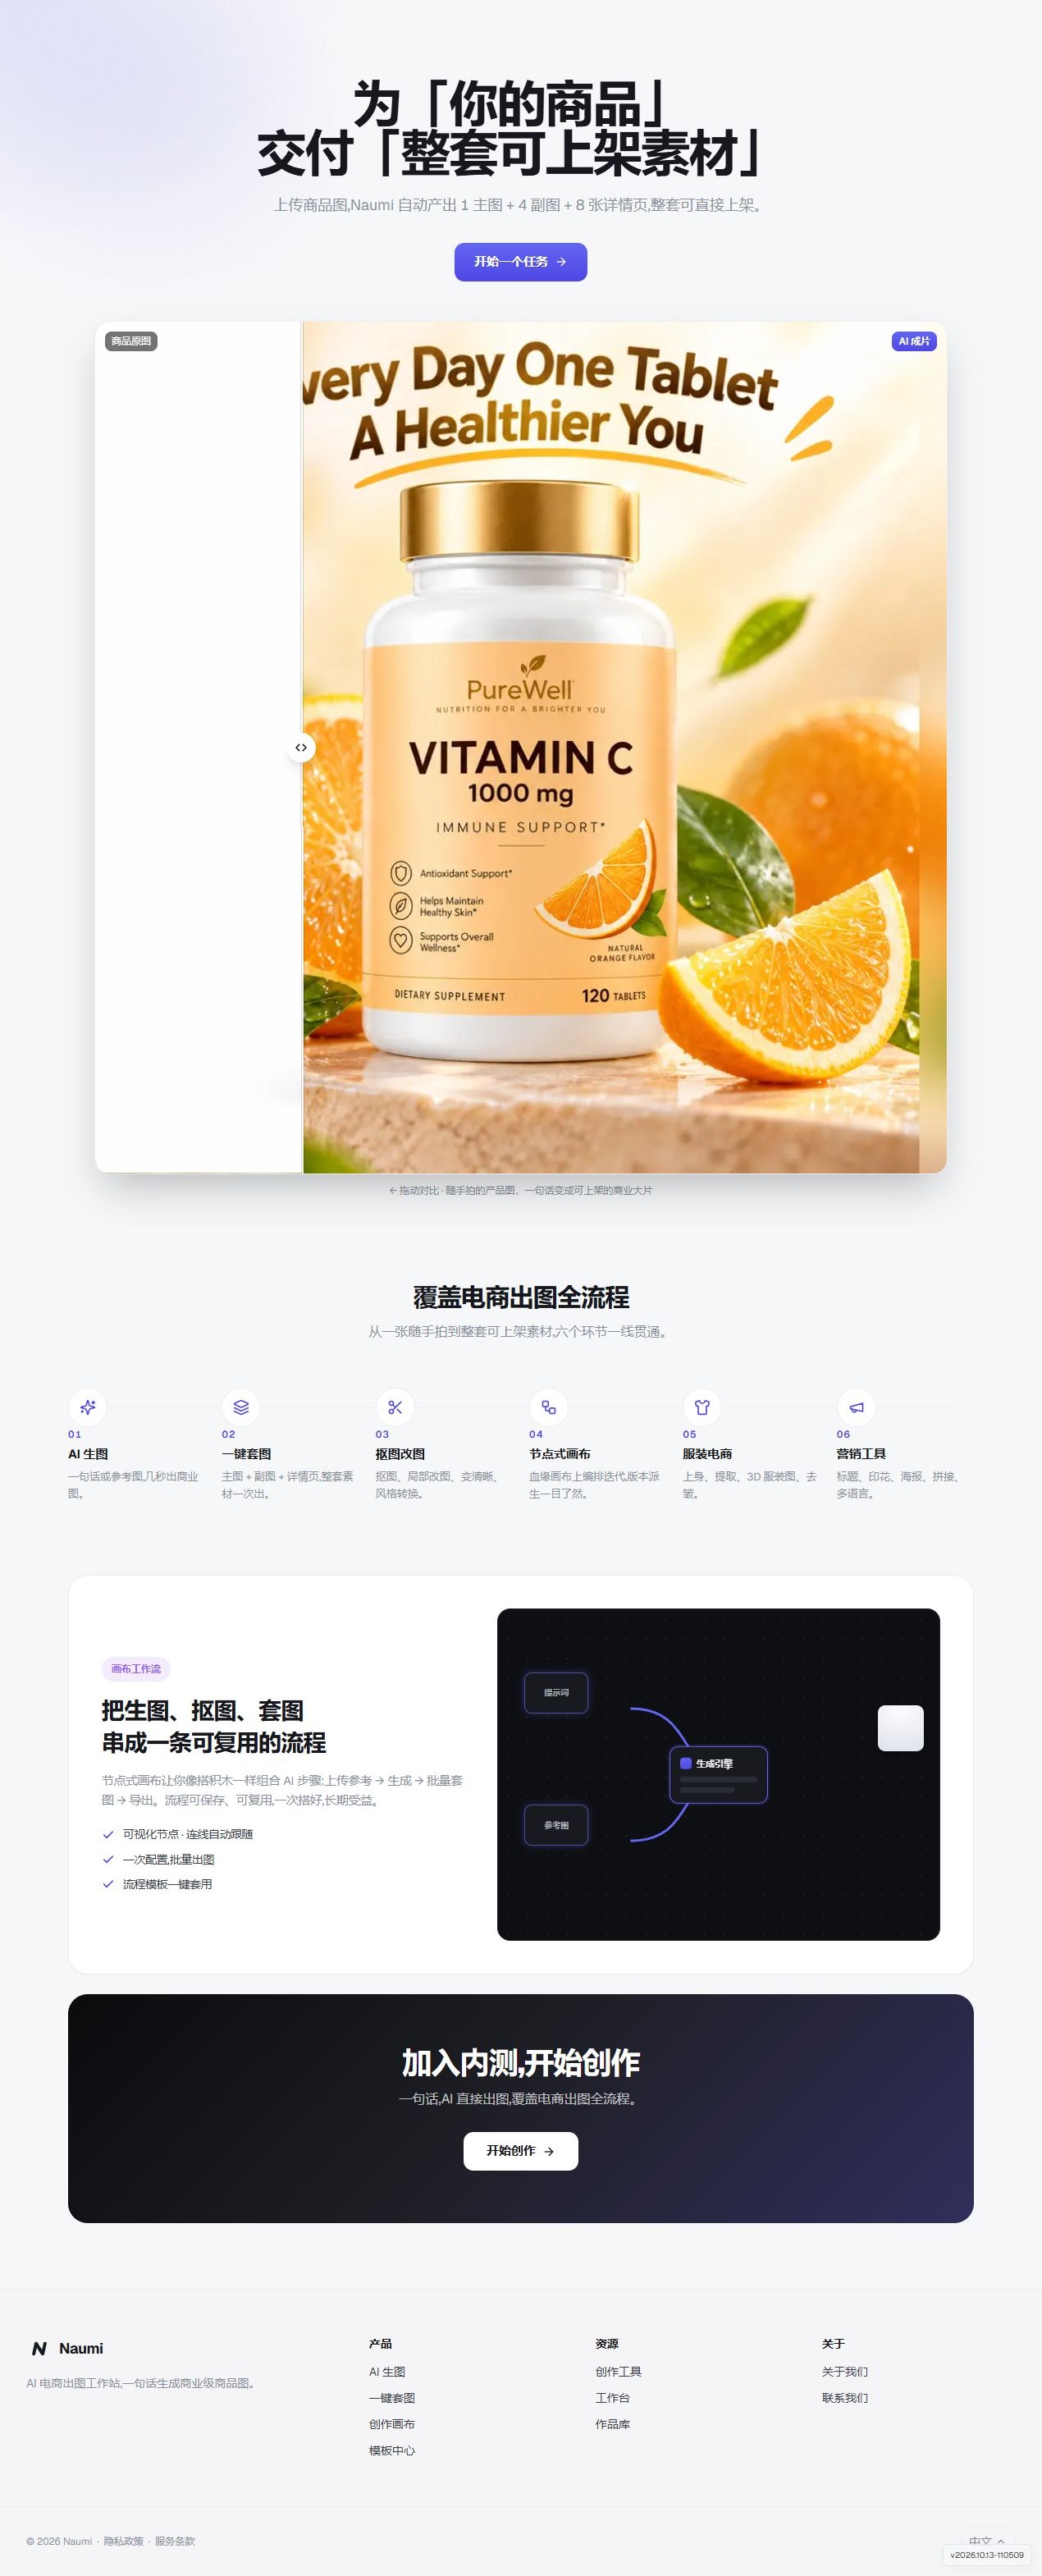 为「你的商品」
交付「整套可上架素材」
上传商品图,Naumi 自动产出 1 主图 + 4 副图 + 8 张详情页,整套可直接上架。
开始一个任务 →
商品原图
AI 成片
very Day One Tablet
A Healthier You
PureWell
NUTRITION FOR A BRIGHTER YOU
VITAMIN C
1000 mg
IMMUNE SUPPORT*
Antioxidant Support*
Helps Maintain
Healthy Skin*
Supports Overall
Wellness*
NATURAL
ORANGE FLAVOR
DIETARY SUPPLEMENT
120 TABLETS
← 拖动对比 · 随手拍的产品图，一句话变成可上架的商业大片
覆盖电商出图全流程
从一张随手拍到整套可上架素材,六个环节一线贯通。
01
AI 生图
一句话或参考图,几秒出商业
图。
02
一键套图
主图 + 副图 + 详情页,整套素
材一次出。
03
抠图改图
抠图、局部改图、变清晰、
风格转换。
04
节点式画布
血缘画布上编排迭代,版本派
生一目了然。
05
服装电商
上身、提取、3D 服装图、去
皱。
06
营销工具
标题、印花、海报、拼接、
多语言。
画布工作流
把生图、抠图、套图
串成一条可复用的流程
节点式画布让你像搭积木一样组合 AI 步骤:上传参考 → 生成 → 批量套
图 → 导出。流程可保存、可复用,一次搭好,长期受益。
可视化节点 · 连线自动跟随
一次配置,批量出图
流程模板一键套用
提示词
生成引擎
参考图
加入内测,开始创作
一句话,AI 直接出图,覆盖电商出图全流程。
开始创作 →
Naumi
AI 电商出图工作站,一句话生成商业级商品图。
产品
AI 生图
一键套图
创作画布
模板中心
资源
创作工具
工作台
作品库
关于
关于我们
联系我们
© 2026 Naumi · 隐私政策 · 服务条款
中文
v2026.10.13-110509